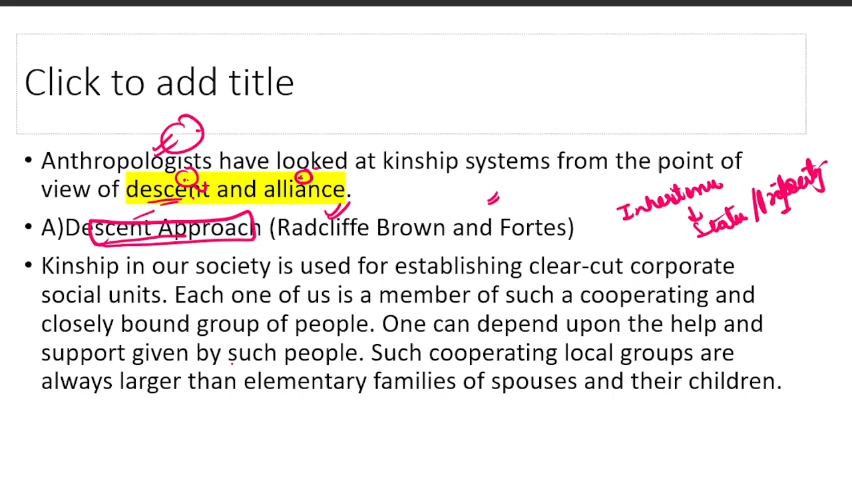 Click to add title
• Anthropologists have looked at kinship systems from the point of
view of descent and alliance.
• A)Descent Approach (Radcliffe Brown and Fortes)
Inheritance
Status / Property
• Kinship in our society is used for establishing clear-cut corporate
social units. Each one of us is a member of such a cooperating and
closely bound group of people. One can depend upon the help and
support given by such people. Such cooperating local groups are
always larger than elementary families of spouses and their children.